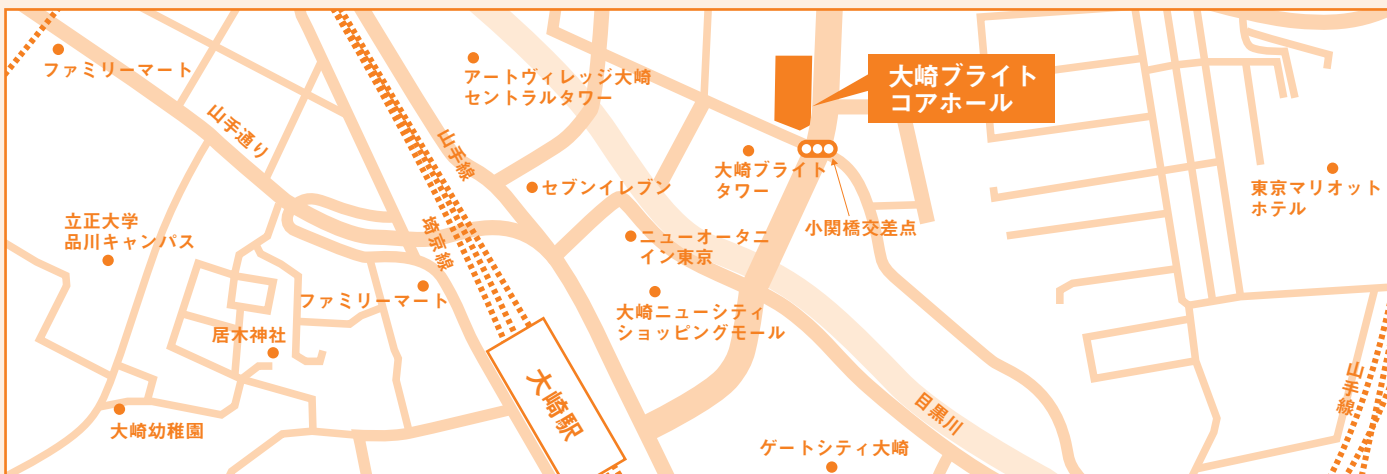 ファミリーマート
山手通り
山手線
アートヴィレッジ大崎
セントラルタワー
大崎ブライト
コアホール
セブンイレブン
大崎ブライト
タワー
小関橋交差点
東京マリオット
ホテル
立正大学
品川キャンパス
埼京線
ニューオータニ
イン東京
ファミリーマート
大崎ニューシティ
ショッピングモール
居木神社
大崎駅
大崎幼稚園
目黒川
山手線
ゲートシティ大崎